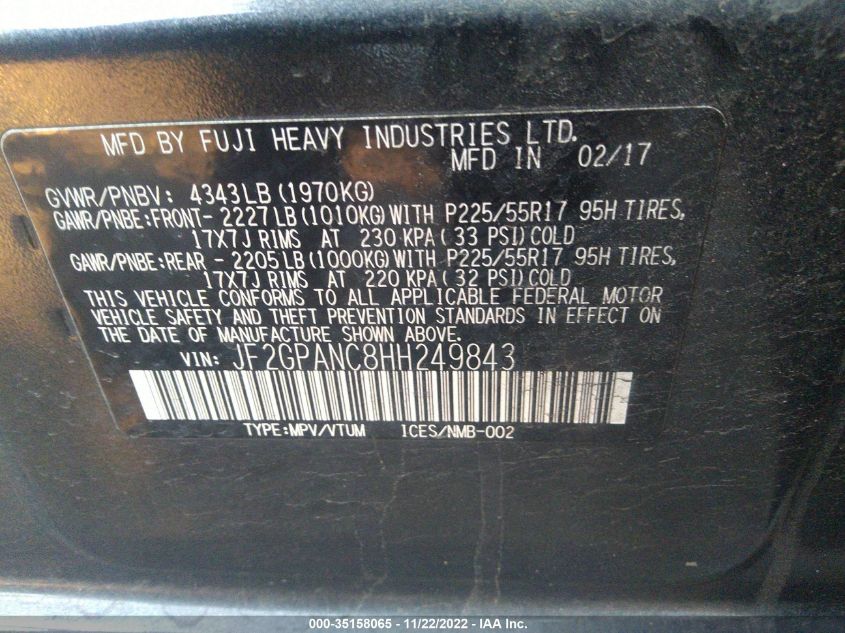 MFD BY FUJI HEAVY INDUSTRIES LTD.
MFD IN 02/17
GVWR/PNBV: 4343LB (1970KG)
GAWR/PNBE:FRONT- 2227LB(1010KG)WITH P225/55R17 95H TIRES,
17X7J RIMS AT 230 KPA(33 PSI)COLD
GAWR/PNBE:REAR - 2205LB(1000KG)WITH P225/55R17 95H TIRES,
17X7J RIMS AT 220 KPA(32 PSI)COLD
THIS VEHICLE CONFORMS TO ALL APPLICABLE FEDERAL MOTOR
VEHICLE SAFETY AND THEFT PREVENTION STANDARDS IN EFFECT ON
THE DATE OF MANUFACTURE SHOWN ABOVE.
VIN: JF2GPANC8HH249843
TYPE:MPV/VTUM ICES/NMB-002
000-35158065 - 11/22/2022 - IAA Inc.